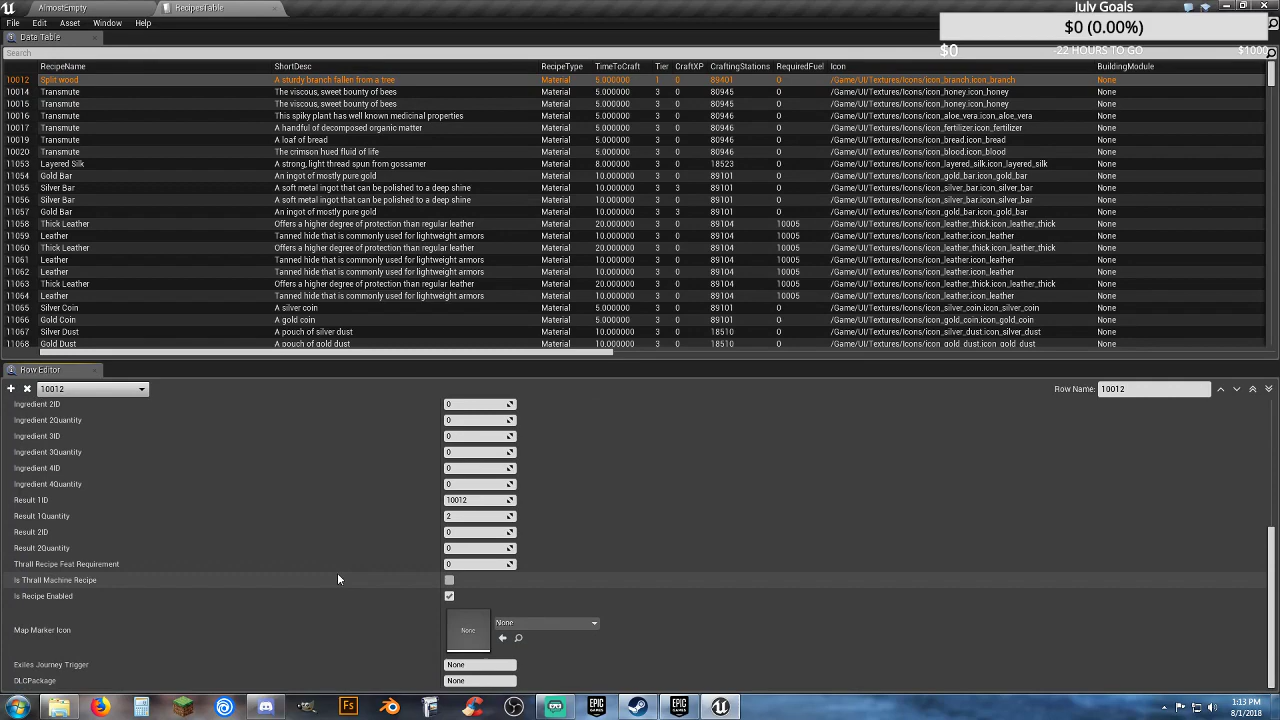 AlmostEmpty RecipesTable
File Edit Asset Window Help
July Goals
$0 (0.00%)
$0 -22 HOURS TO GO $1000
Data Table
Search
RecipeName ShortDesc RecipeType TimeToCraft Tier CraftXP CraftingStations RequiredFuel Icon BuildingModule
10012 Split wood A sturdy branch fallen from a tree Material 5.000000 1 0 89401 0 /Game/UI/Textures/Icons/icon_branch.icon_branch None
10014 Transmute The viscous, sweet bounty of bees Material 5.000000 3 0 80945 0 /Game/UI/Textures/Icons/icon_honey.icon_honey None
10015 Transmute The viscous, sweet bounty of bees Material 5.000000 3 0 80945 0 /Game/UI/Textures/Icons/icon_honey.icon_honey None
10016 Transmute This spiky plant has well known medicinal properties Material 5.000000 3 0 80946 0 /Game/UI/Textures/Icons/icon_aloe_vera.icon_aloe_vera None
10017 Transmute A handful of decomposed organic matter Material 5.000000 3 0 80946 0 /Game/UI/Textures/Icons/icon_fertilizer.icon_fertilizer None
10019 Transmute A loaf of bread Material 5.000000 3 0 80946 0 /Game/UI/Textures/Icons/icon_bread.icon_bread None
10020 Transmute The crimson hued fluid of life Material 5.000000 3 0 80946 0 /Game/UI/Textures/Icons/icon_blood.icon_blood None
11053 Layered Silk A strong, light thread spun from gossamer Material 8.000000 3 0 18523 0 /Game/UI/Textures/Icons/icon_layered_silk.icon_layered_silk None
11054 Gold Bar An ingot of mostly pure gold Material 10.000000 3 0 89101 0 /Game/UI/Textures/Icons/icon_gold_bar.icon_gold_bar None
11055 Silver Bar A soft metal ingot that can be polished to a deep shine Material 10.000000 3 3 89101 0 /Game/UI/Textures/Icons/icon_silver_bar.icon_silver_bar None
11056 Silver Bar A soft metal ingot that can be polished to a deep shine Material 10.000000 3 0 89101 0 /Game/UI/Textures/Icons/icon_silver_bar.icon_silver_bar None
11057 Gold Bar An ingot of mostly pure gold Material 10.000000 3 3 89101 0 /Game/UI/Textures/Icons/icon_gold_bar.icon_gold_bar None
11058 Thick Leather Offers a higher degree of protection than regular leather Material 20.000000 3 0 89104 10005 /Game/UI/Textures/Icons/icon_leather_thick.icon_leather_thick None
11059 Leather Tanned hide that is commonly used for lightweight armors Material 10.000000 3 0 89104 10005 /Game/UI/Textures/Icons/icon_leather.icon_leather None
11060 Thick Leather Offers a higher degree of protection than regular leather Material 20.000000 3 0 89104 10005 /Game/UI/Textures/Icons/icon_leather_thick.icon_leather_thick None
11061 Leather Tanned hide that is commonly used for lightweight armors Material 10.000000 3 0 89104 10005 /Game/UI/Textures/Icons/icon_leather.icon_leather None
11062 Leather Tanned hide that is commonly used for lightweight armors Material 10.000000 3 0 89104 10005 /Game/UI/Textures/Icons/icon_leather.icon_leather None
11063 Thick Leather Offers a higher degree of protection than regular leather Material 20.000000 3 0 89104 10005 /Game/UI/Textures/Icons/icon_leather_thick.icon_leather_thick None
11064 Leather Tanned hide that is commonly used for lightweight armors Material 10.000000 3 0 89104 10005 /Game/UI/Textures/Icons/icon_leather.icon_leather None
11065 Silver Coin A silver coin Material 5.000000 3 0 89101 0 /Game/UI/Textures/Icons/icon_silver_coin.icon_silver_coin None
11066 Gold Coin A gold coin Material 5.000000 3 0 89101 0 /Game/UI/Textures/Icons/icon_gold_coin.icon_gold_coin None
11067 Silver Dust A pouch of silver dust Material 10.000000 3 0 18510 0 /Game/UI/Textures/Icons/icon_silver_dust.icon_silver_dust None
11068 Gold Dust A pouch of gold dust Material 10.000000 3 0 18510 0 /Game/UI/Textures/Icons/icon_gold_dust.icon_gold_dust None
Row Editor
10012 Row Name: 10012
Ingredient 2ID 0
Ingredient 2Quantity 0
Ingredient 3ID 0
Ingredient 3Quantity 0
Ingredient 4ID 0
Ingredient 4Quantity 0
Result 1ID 10012
Result 1Quantity 2
Result 2ID 0
Result 2Quantity 0
Thrall Recipe Feat Requirement 0
Is Thrall Machine Recipe
Is Recipe Enabled
Map Marker Icon None None
Exiles Journey Trigger None
DLCPackage None
Fs EPIC GAMES EPIC GAMES
1:13 PM
8/1/2018